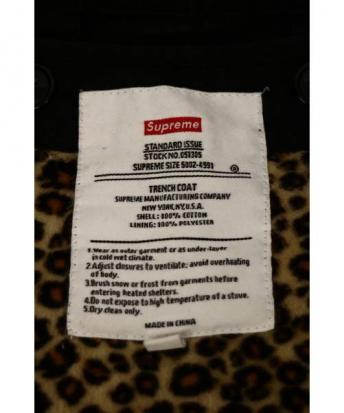 Supreme
STANDARD ISSUE
STOCK NO. 051305
SUPREME SIZE 5002-4991
®
TRENCH COAT
SUPREME MANUFACTURING COMPANY
NEW YORK, N.Y., U.S.A.
SHELL: 100% COTTON
LINING: 100% POLYESTER
1. Wear as outer garment or as under-layer
in cold wet climate.
2. Adjust closures to ventilate; avoid overheating
of body.
3. Brush snow or frost from garments before
entering heated shelters.
4. Do not expose to high temperature of a stove.
5. Dry clean only.
MADE IN CHINA